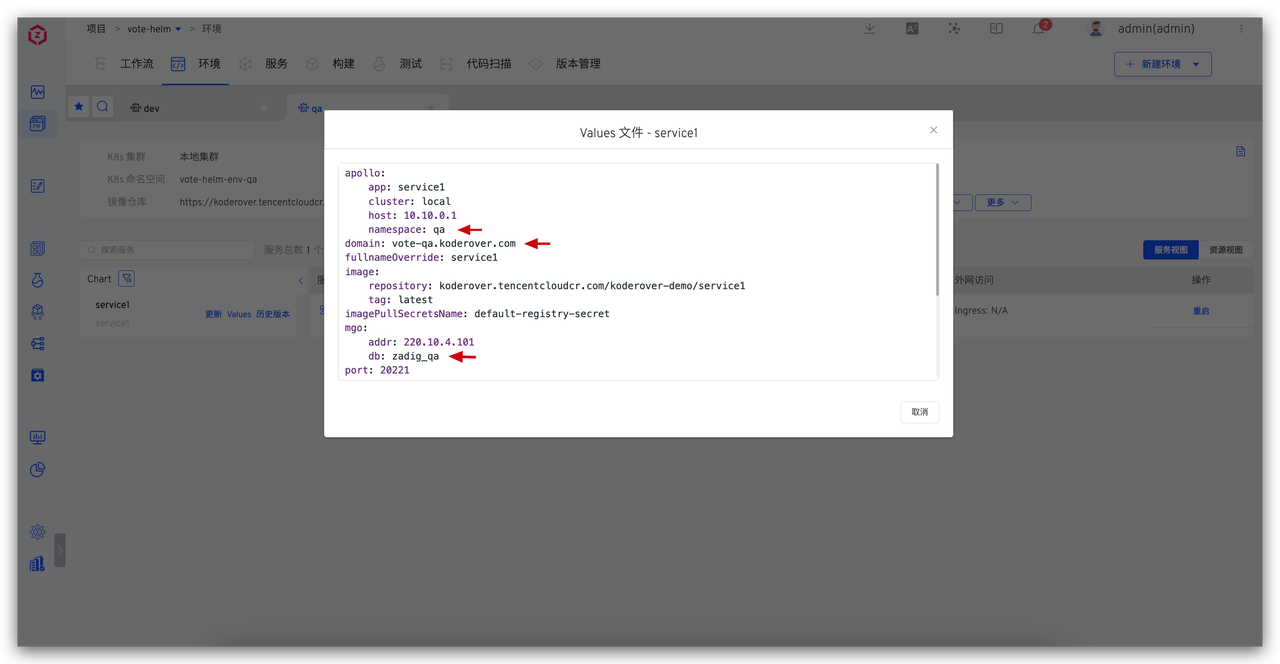 项目 > vote-helm > 环境
2
admin(admin)
工作流 环境 服务 构建 测试 代码扫描 版本管理
+ 新建环境
dev
qa
K8s 集群 本地集群
K8s 命名空间 vote-helm-env-qa
镜像仓库 https://koderover.tencentcloudcr.
更多
搜索服务
服务总数 1 个
服务视图 资源视图
Chart
外网访问 操作
service1
service1
更新 Values 历史版本
Ingress: N/A
重启
Values 文件 - service1
apollo:
app: service1
cluster: local
host: 10.10.0.1
namespace: qa
domain: vote-qa.koderover.com
fullnameOverride: service1
image:
repository: koderover.tencentcloudcr.com/koderover-demo/service1
tag: latest
imagePullSecretsName: default-registry-secret
mgo:
addr: 220.10.4.101
db: zadig_qa
port: 20221
取消